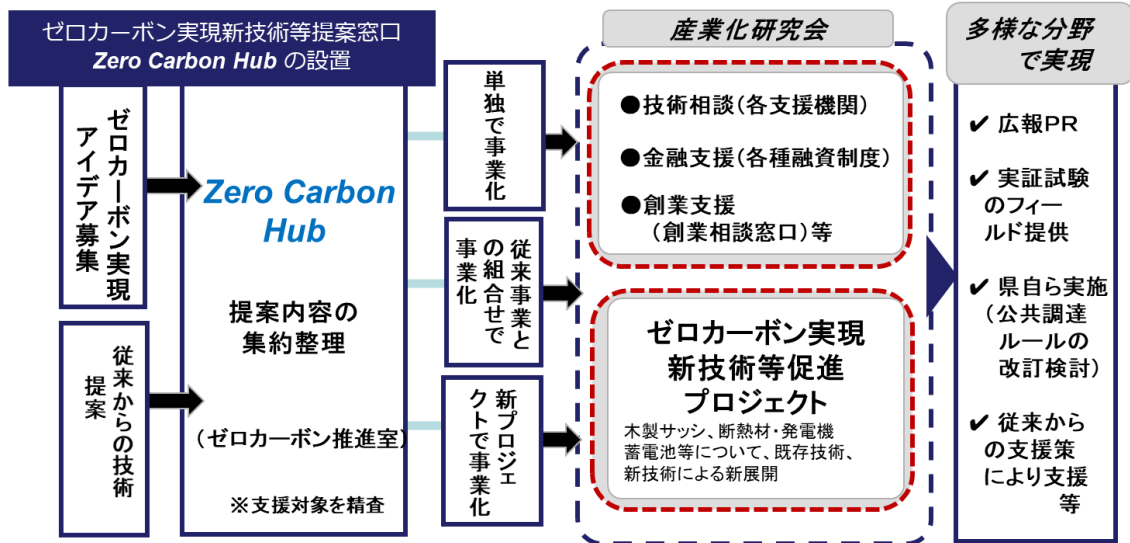 ゼロカーボン実現新技術等提案窓口
Zero Carbon Hub の設置
ゼロカーボン実現
アイデア募集
従来からの技術
提案
Zero Carbon
Hub
提案内容の
集約整理
(ゼロカーボン推進室)
※支援対象を精査
単独で事業化
従来事業と
の組合せで
事業化
新プロジェ
クトで事業化
産業化研究会
●技術相談(各支援機関)
●金融支援(各種融資制度)
●創業支援
(創業相談窓口)等
ゼロカーボン実現
新技術等促進
プロジェクト
木製サッシ、断熱材・発電機
蓄電池等について、既存技術、
新技術による新展開
多様な分野
で実現
✔ 広報PR
✔ 実証試験
のフィー
ルド提供
✔ 県自ら実施
(公共調達
ルールの
改訂検討)
✔ 従来から
の支援策
により支援
等